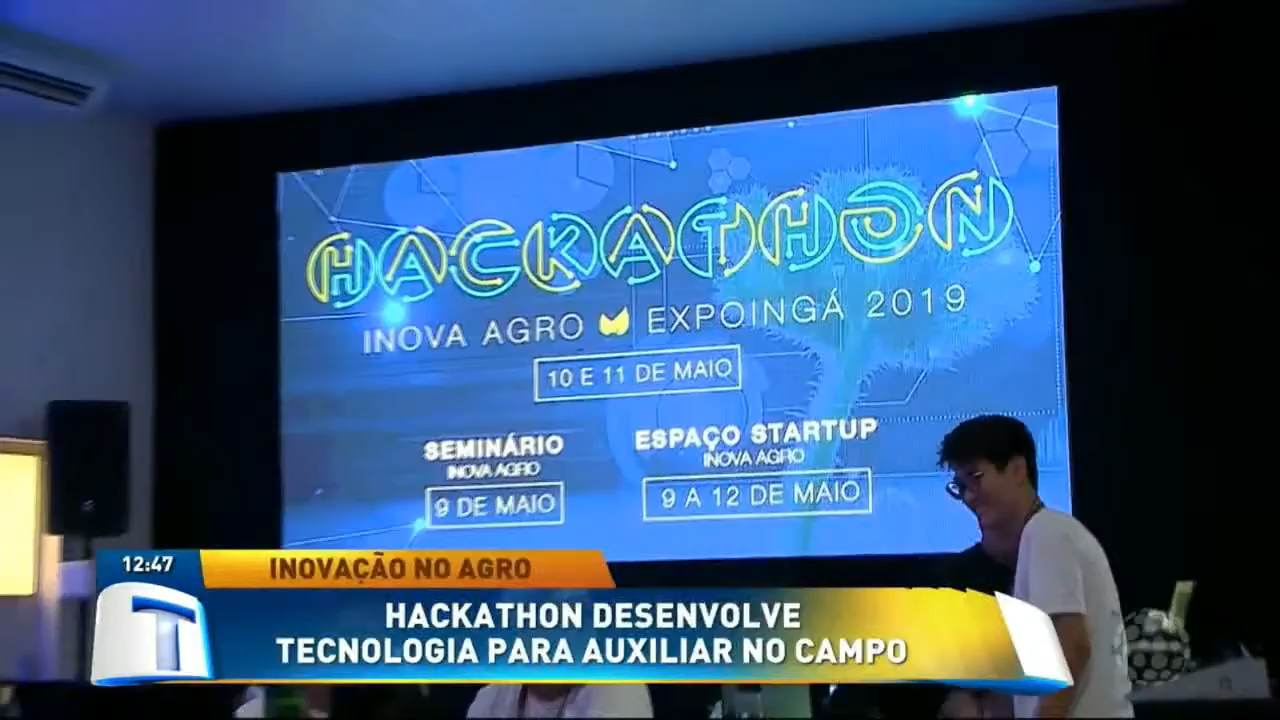 HACKATHON
INOVA AGRO EXPOINGÁ 2019
10 E 11 DE MAIO
SEMINÁRIO
INOVA AGRO
9 DE MAIO
ESPAÇO STARTUP
INOVA AGRO
9 A 12 DE MAIO
12:47
INOVAÇÃO NO AGRO
T
HACKATHON DESENVOLVE
TECNOLOGIA PARA AUXILIAR NO CAMPO